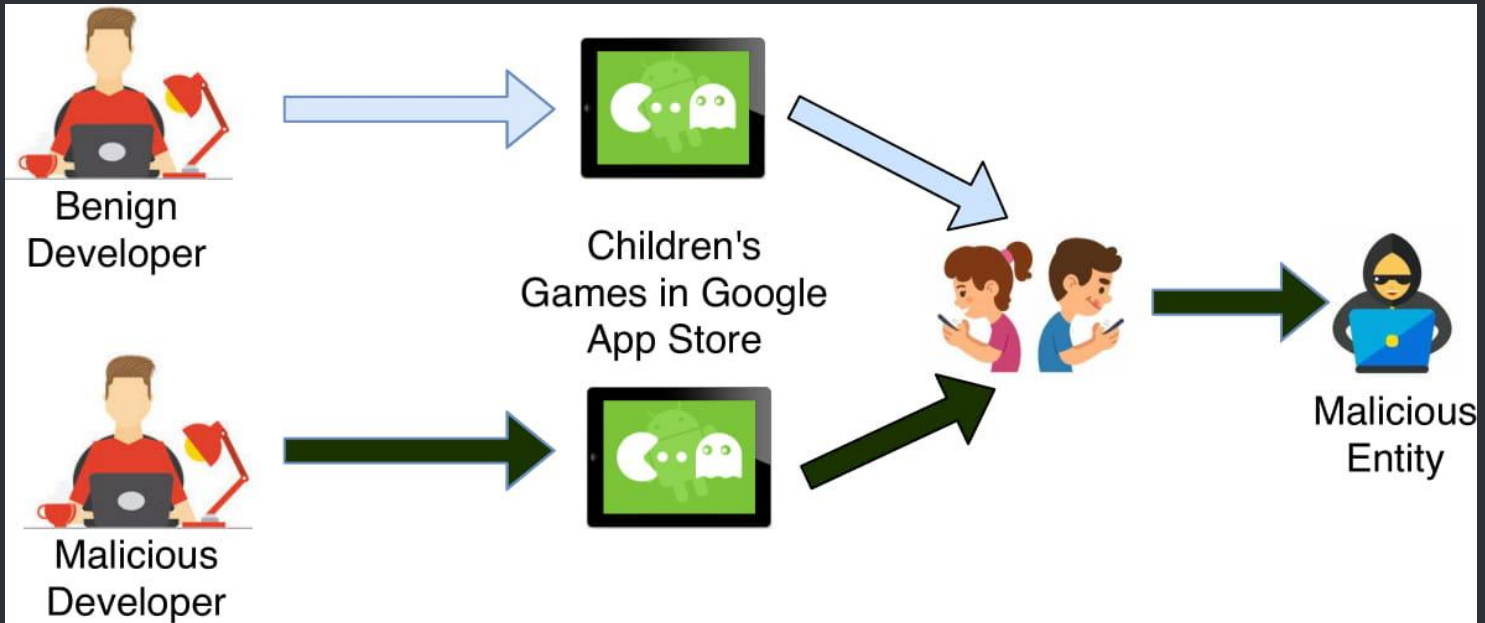 Benign
Developer
Children's
Games in Google
App Store
Malicious
Entity
Malicious
Developer